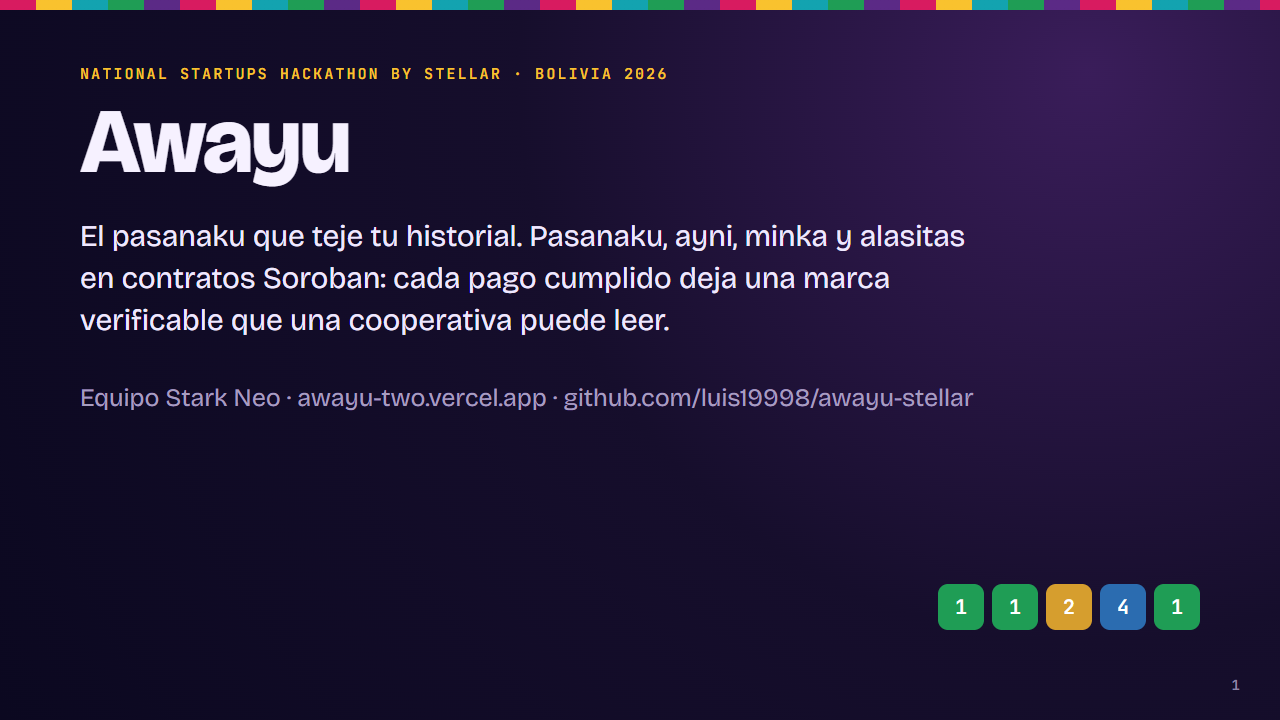 NATIONAL STARTUPS HACKATHON BY STELLAR · BOLIVIA 2026
Awayu
El pasanaku que teje tu historial. Pasanaku, ayni, minka y alasitas
en contratos Soroban: cada pago cumplido deja una marca
verificable que una cooperativa puede leer.
Equipo Stark Neo · awayu-two.vercel.app · github.com/luis19998/awayu-stellar
1 1 2 4 1
1